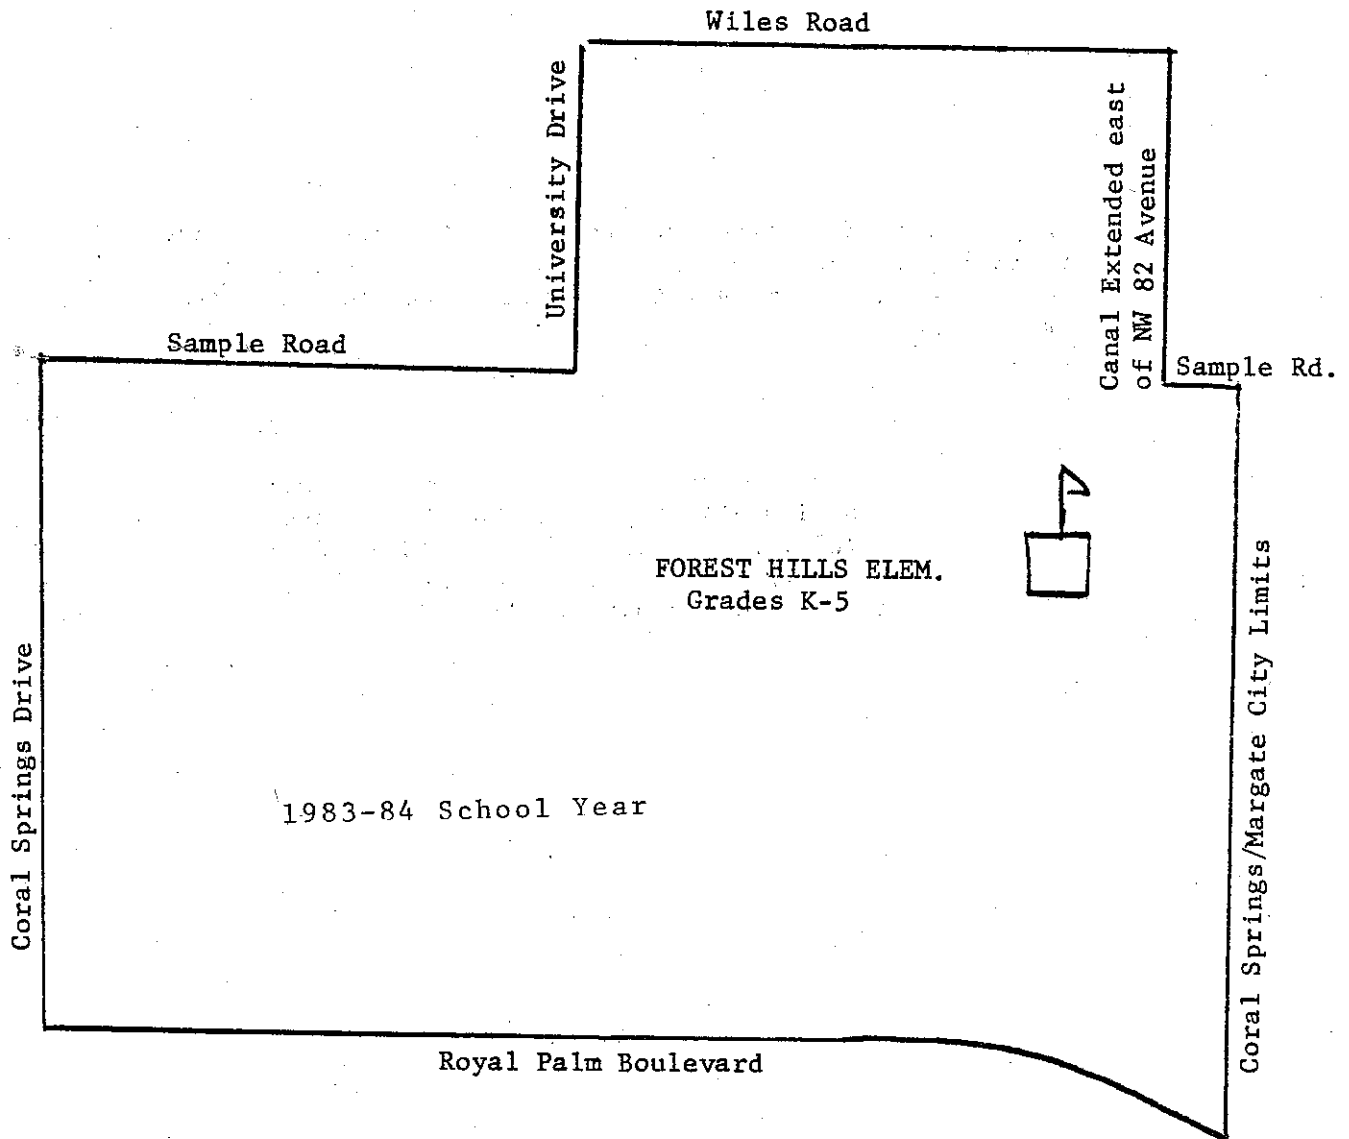 Wiles Road
University Drive
Canal Extended east
of NW 82 Avenue
Sample Road
Sample Rd.
FOREST HILLS ELEM.
Grades K-5
Coral Springs/Margate City Limits
Coral Springs Drive
1983-84 School Year
Royal Palm Boulevard